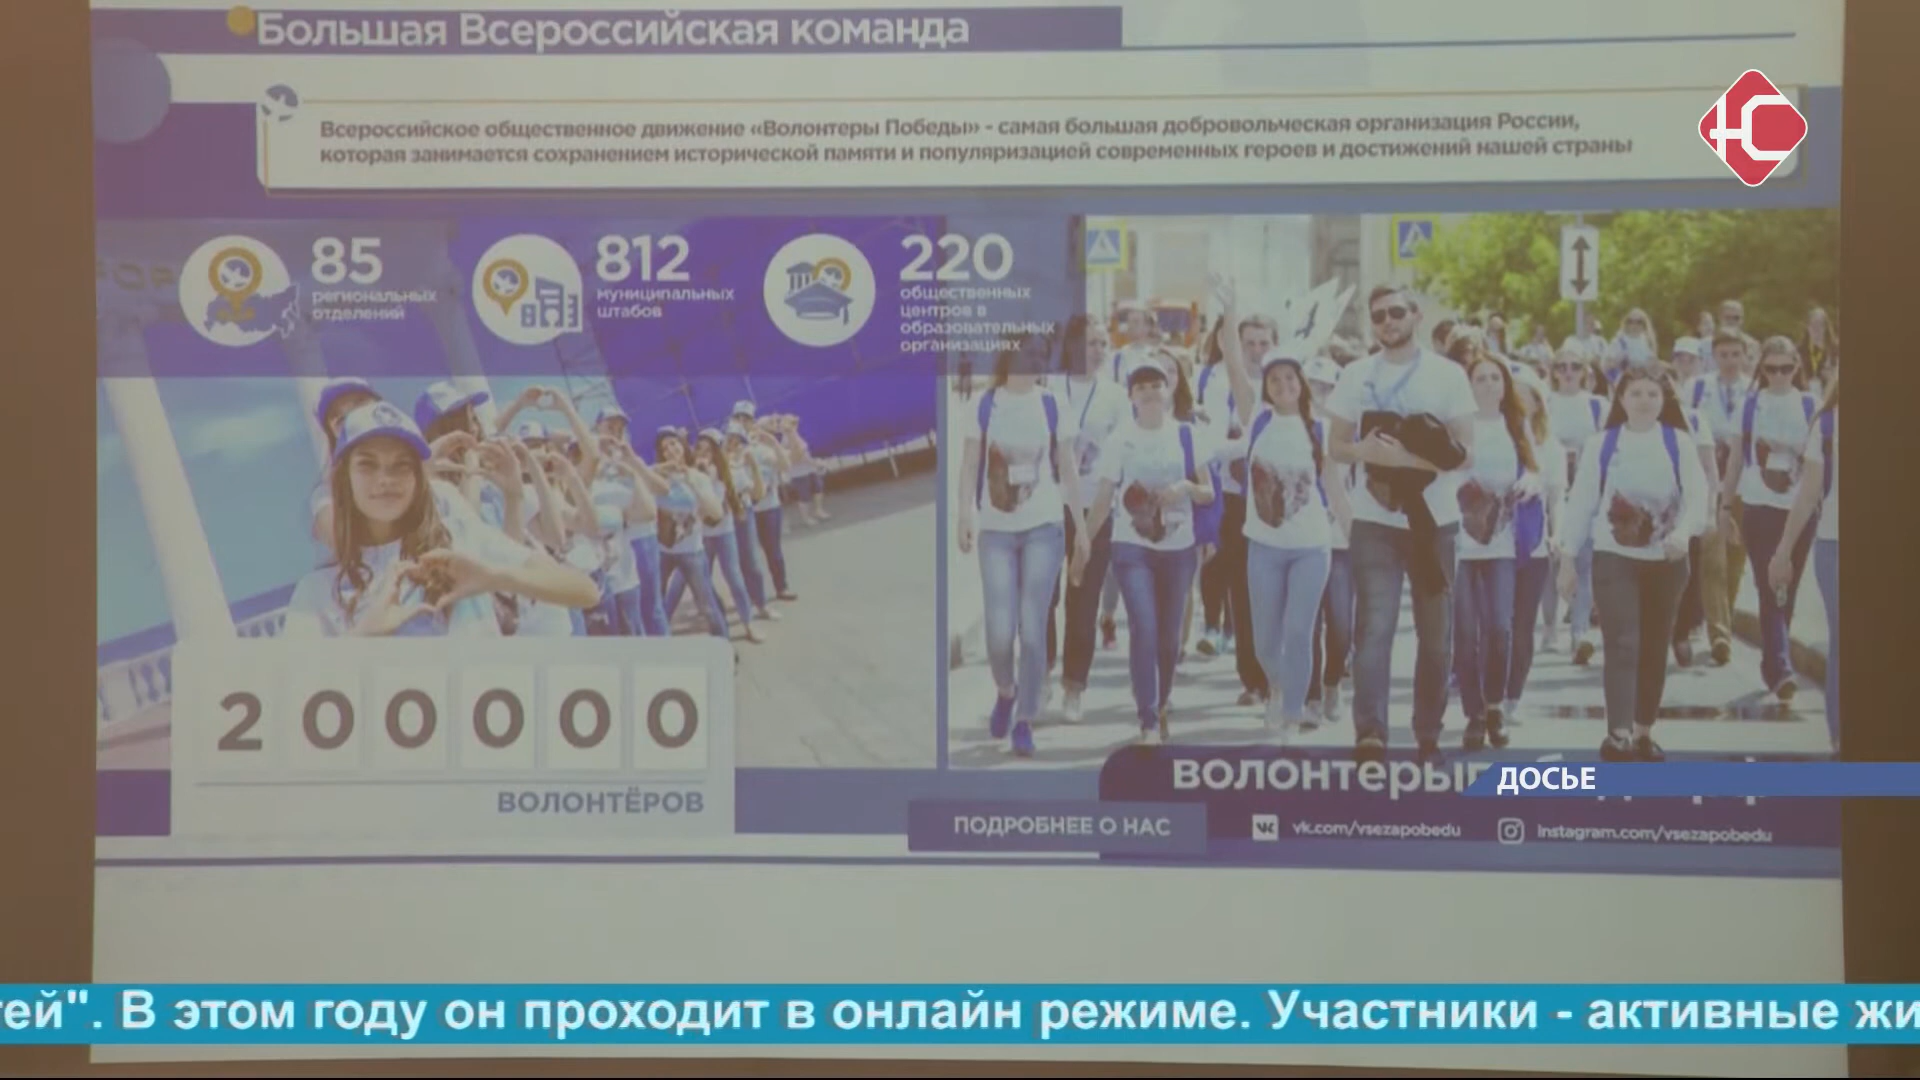 Большая Всероссийская команда
Всероссийское общественное движение «Волонтеры Победы» - самая большая добровольческая организация России,
которая занимается сохранением исторической памяти и популяризацией современных героев и достижений нашей страны
85
региональных
отделений
812
муниципальных
штабов
220
общественных
центров в
образовательных
организациях
200000
ВОЛОНТЁРОВ
ДОСЬЕ
ПОДРОБНЕЕ О НАС
vk.com/vsezapobedu
instagram.com/vsezapobedu
тей". В этом году он проходит в онлайн режиме. Участники - активные жи